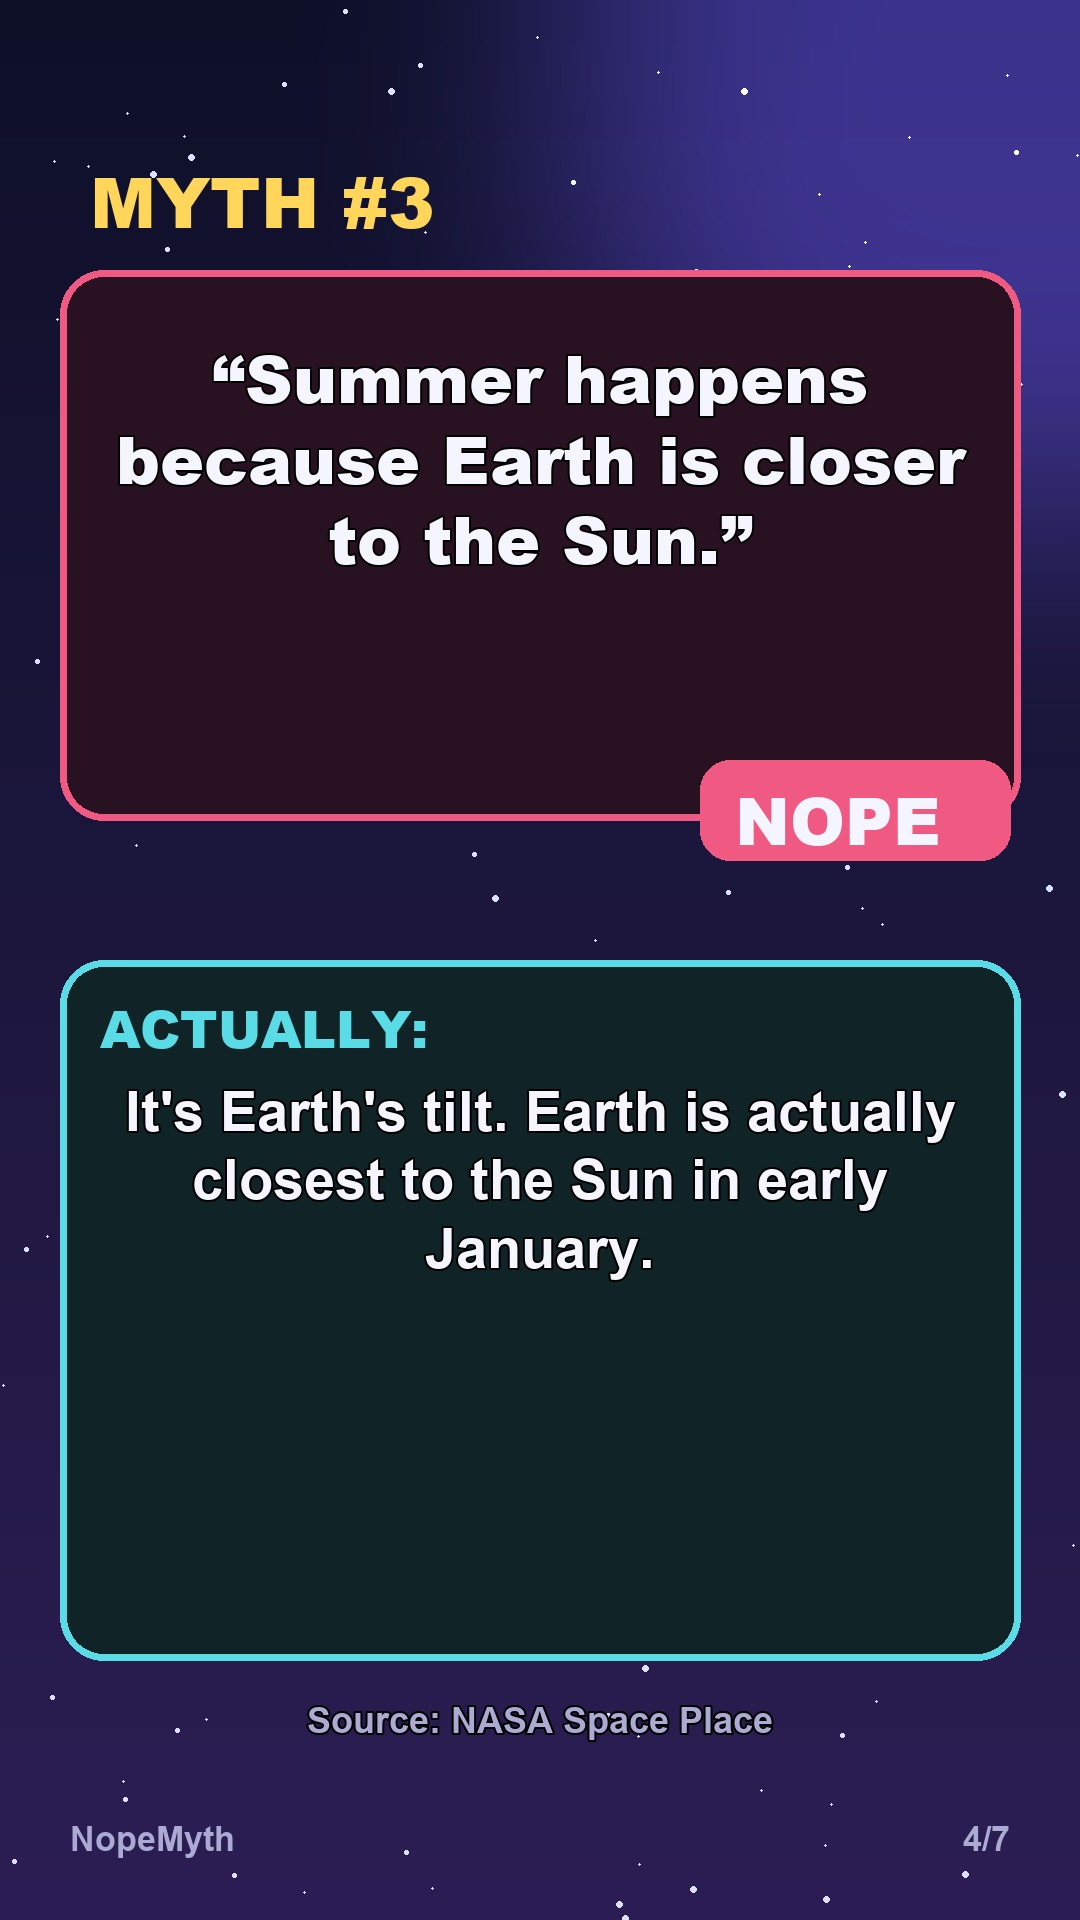 MYTH #3
“Summer happens
because Earth is closer
to the Sun.”
NOPE
ACTUALLY:
It's Earth's tilt. Earth is actually
closest to the Sun in early
January.
Source: NASA Space Place
NopeMyth
4/7